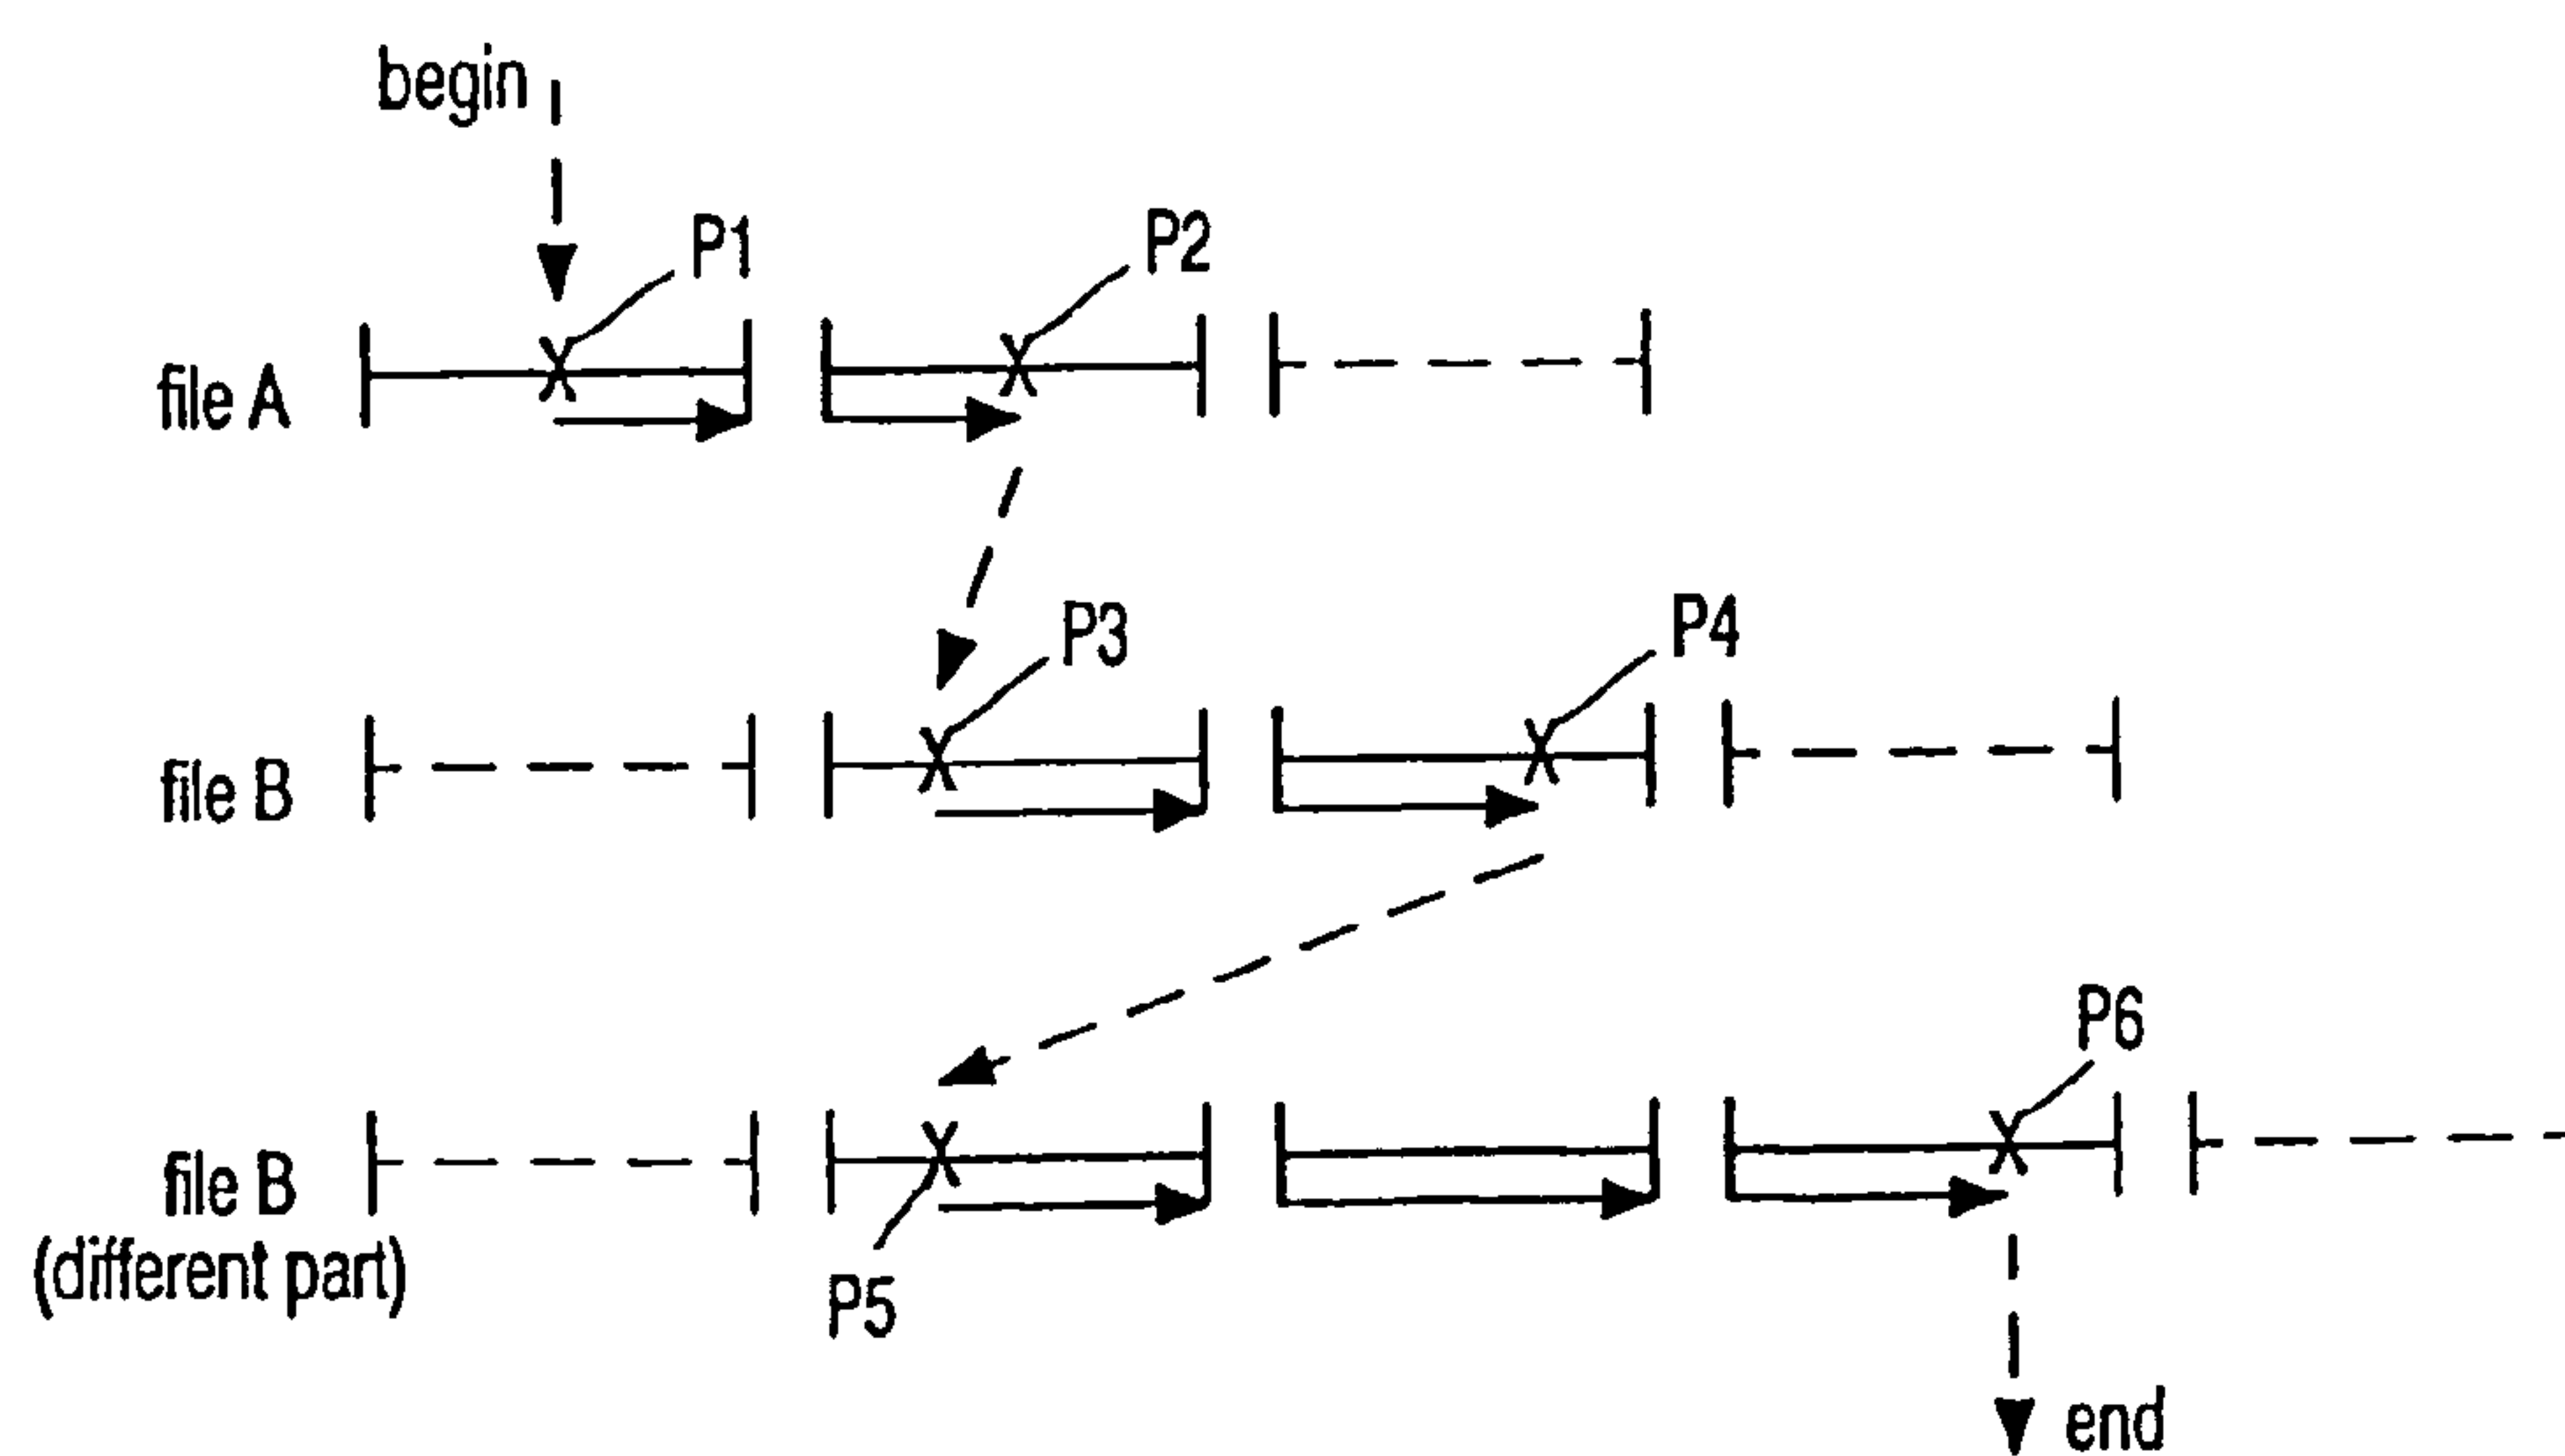 begin
P1
P2
file A
P3
P4
file B
P6
file B
(different part)
P5
end